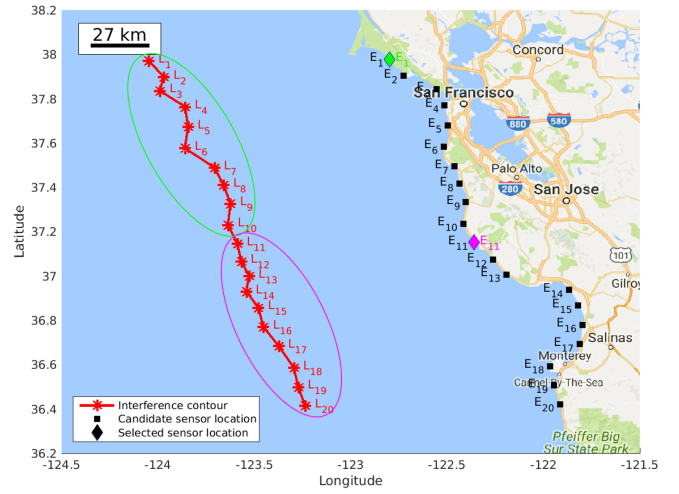 38.2
38
37.8
37.6
37.4
37.2
37
36.8
36.6
36.4
36.2
Latitude
27 km
L1
L2
L3
L4
L5
L6
L7
L8
L9
L10
L11
L12
L13
L14
L15
L16
L17
L18
L19
L20
E1 E1
E2
E4
E5
E6
E7
E8
E9
E10
E11 E11
E12
E13
E14
E15
E16
E17
E18
E19
E20
Concord
San Francisco
880
580
Palo Alto
280
San Jose
101
Gilroy
Salinas
Monterey
Carmel-By-The-Sea
Pfeiffer Big
Sur State Park
Interference contour
Candidate sensor location
Selected sensor location
-124.5 -124 -123.5 -123 -122.5 -122 -121.5
Longitude